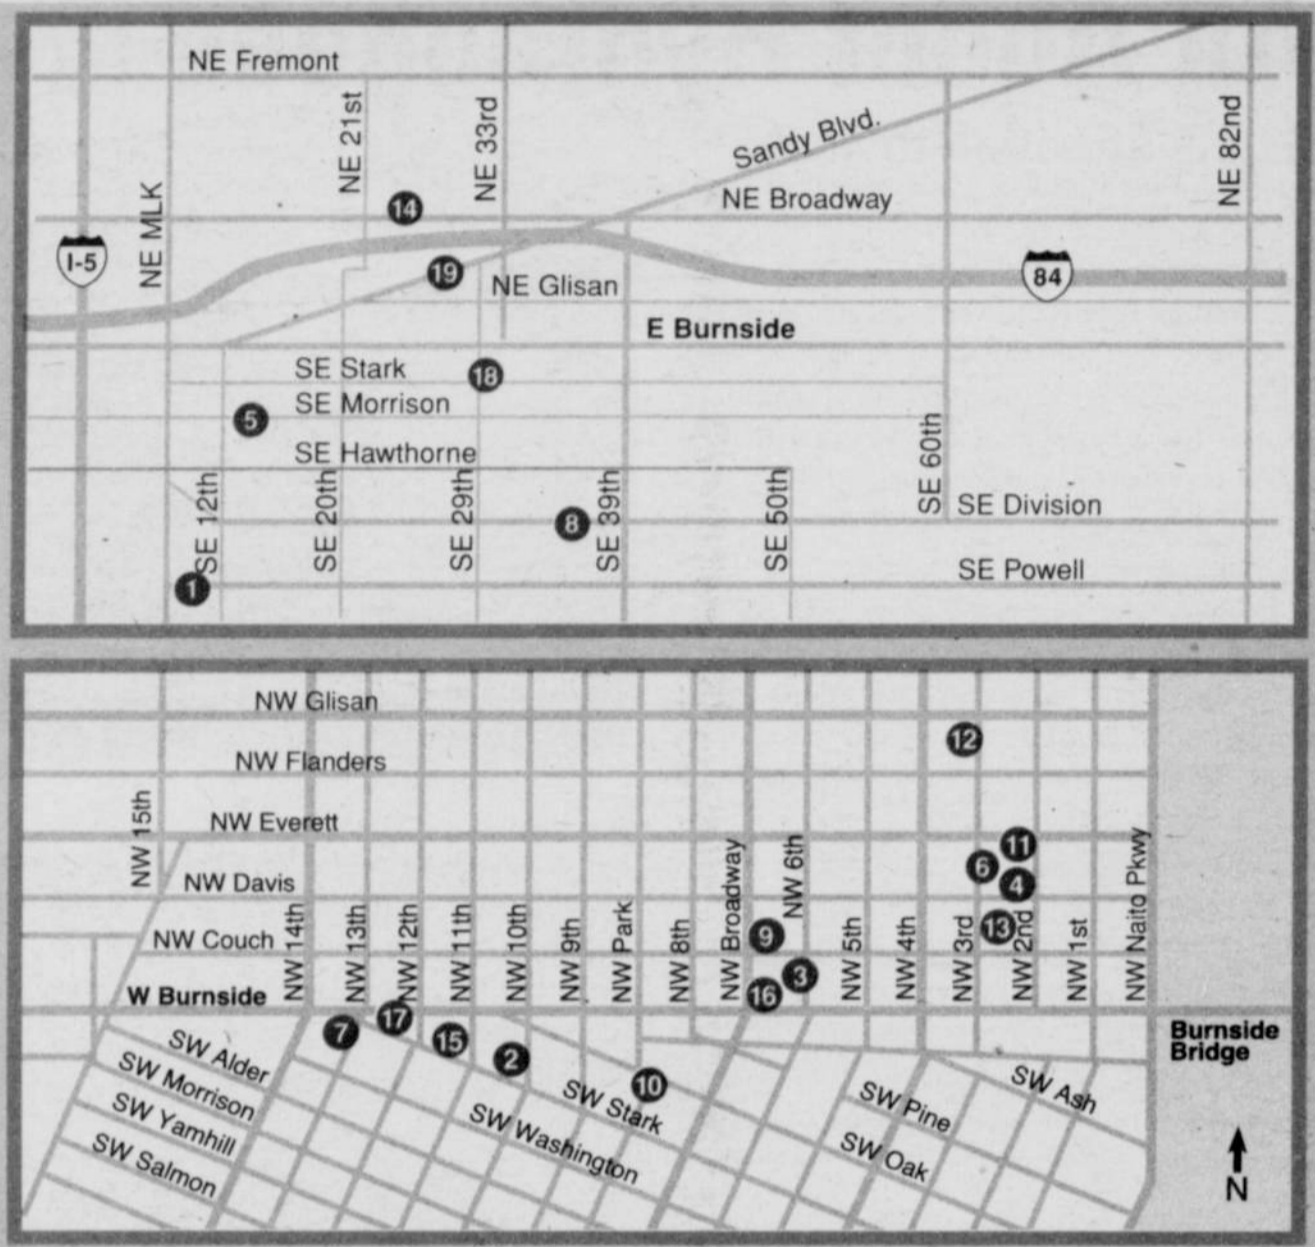 NE Fremont
NE 21st
NE 33rd
Sandy Blvd.
NE 82nd
NE MLK
14
NE Broadway
I-5
19
NE Glisan
84
E Burnside
SE Stark
18
SE Morrison
5
SE Hawthorne
SE 12th
SE 20th
SE 29th
SE 39th
SE 50th
SE 60th
8
SE Division
1
SE Powell
NW Glisan
12
NW Flanders
NW 15th
NW Everett
11
6
4
NW Davis
NW Couch
NW 14th
NW 13th
NW 12th
NW 11th
NW 10th
NW 9th
NW Park
NW 8th
NW Broadway
NW 6th
NW 5th
NW 4th
NW 3rd
NW 2nd
NW 1st
NW Naito Pkwy
9
13
3
16
W Burnside
7
17
15
2
10
Burnside
Bridge
SW Alder
SW Morrison
SW Yamhill
SW Salmon
SW Stark
SW Washington
SW Pine
SW Oak
SW Ash
N